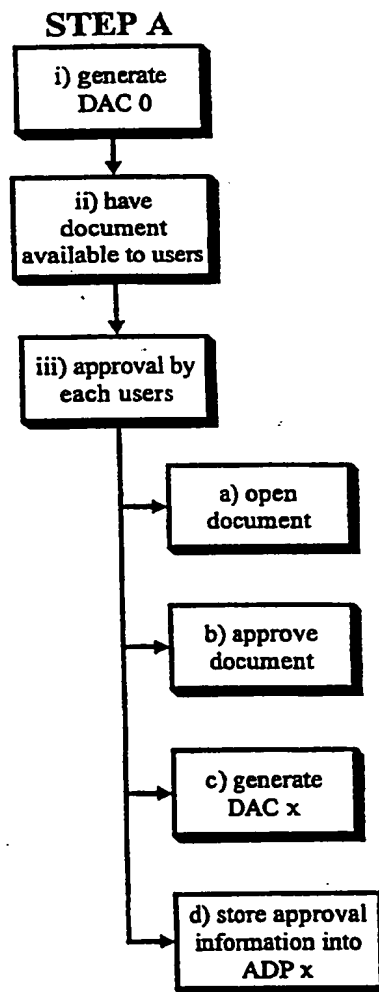 STEP A
i) generate
DAC 0
ii) have
document
available to users
iii) approval by
each users
a) open
document
b) approve
document
c) generate
DAC x
d) store approval
information into
ADP x